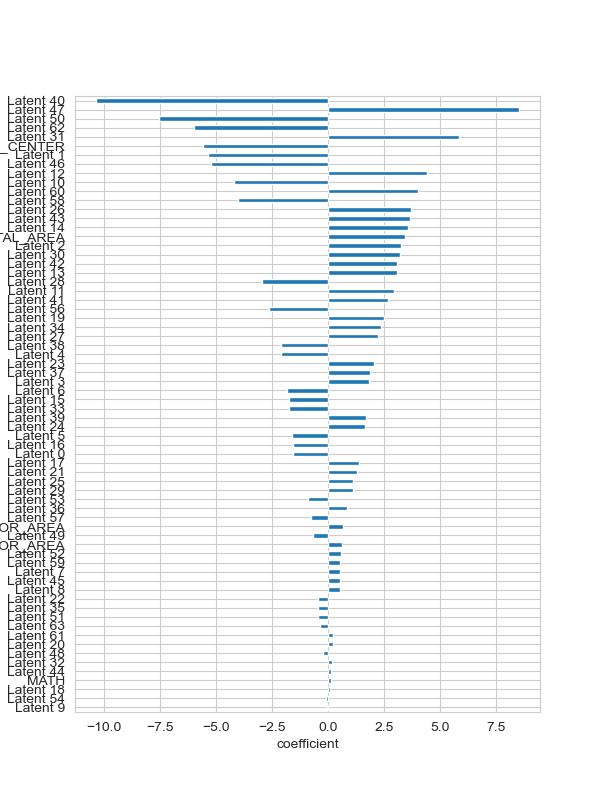 Latent 40
Latent 47
Latent 50
Latent 62
Latent 31
_CENTER
Latent 1
Latent 46
Latent 12
Latent 10
Latent 60
Latent 58
Latent 26
Latent 43
Latent 14
TAL_AREA
Latent 2
Latent 30
Latent 42
Latent 13
Latent 28
Latent 11
Latent 41
Latent 56
Latent 19
Latent 34
Latent 27
Latent 38
Latent 4
Latent 23
Latent 37
Latent 3
Latent 6
Latent 15
Latent 33
Latent 39
Latent 24
Latent 5
Latent 16
Latent 0
Latent 17
Latent 21
Latent 25
Latent 29
Latent 53
Latent 36
Latent 57
OR_AREA
Latent 49
OR_AREA
Latent 52
Latent 59
Latent 7
Latent 45
Latent 8
Latent 22
Latent 35
Latent 51
Latent 63
Latent 61
Latent 20
Latent 48
Latent 32
Latent 44
MATH
Latent 18
Latent 54
Latent 9
−10.0 −7.5 −5.0 −2.5 0.0 2.5 5.0 7.5
coefficient